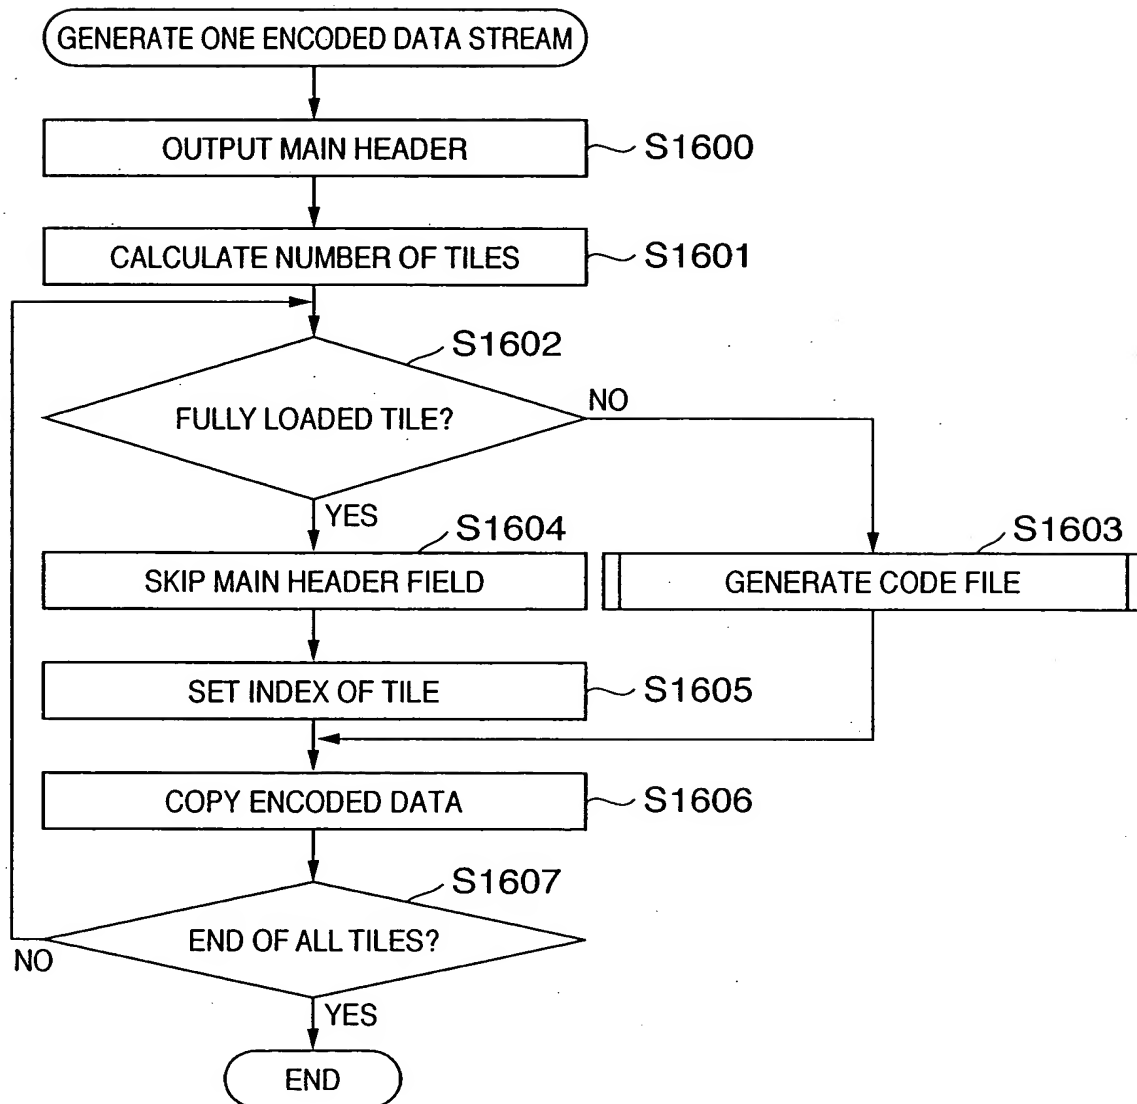 GENERATE ONE ENCODED DATA STREAM
OUTPUT MAIN HEADER
S1600
CALCULATE NUMBER OF TILES
S1601
S1602
FULLY LOADED TILE?
NO
YES
S1604
S1603
SKIP MAIN HEADER FIELD
GENERATE CODE FILE
SET INDEX OF TILE
S1605
COPY ENCODED DATA
S1606
S1607
END OF ALL TILES?
NO
YES
END